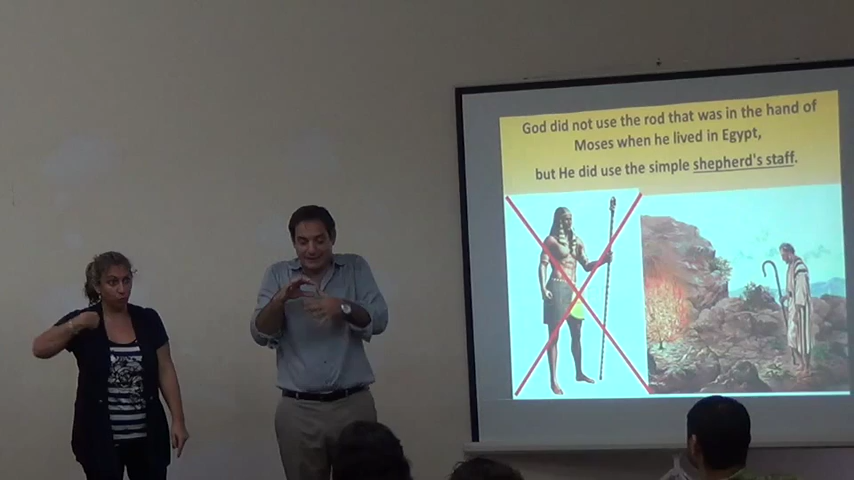 God did not use the rod that was in the hand of
Moses when he lived in Egypt,
but He did use the simple shepherd's staff.